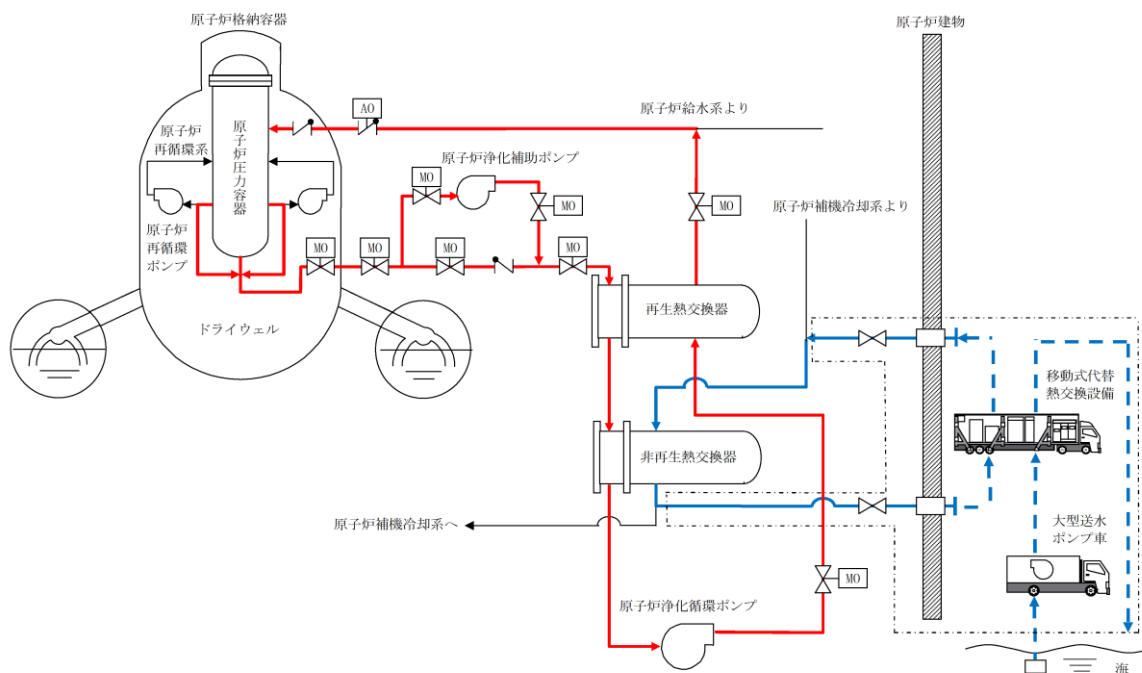 原子炉格納容器
原子炉建物
AO
原子炉給水系より
原子炉
再循環系
原子炉圧力容器
原子炉浄化補助ポンプ
MO
MO
MO
原子炉補機冷却系より
原子炉
再循環
ポンプ
MO
MO
MO
MO
ドライウェル
再生熱交換器
移動式代替
熱交換設備
非再生熱交換器
原子炉補機冷却系へ
大型送水
ポンプ車
MO
原子炉浄化循環ポンプ
海